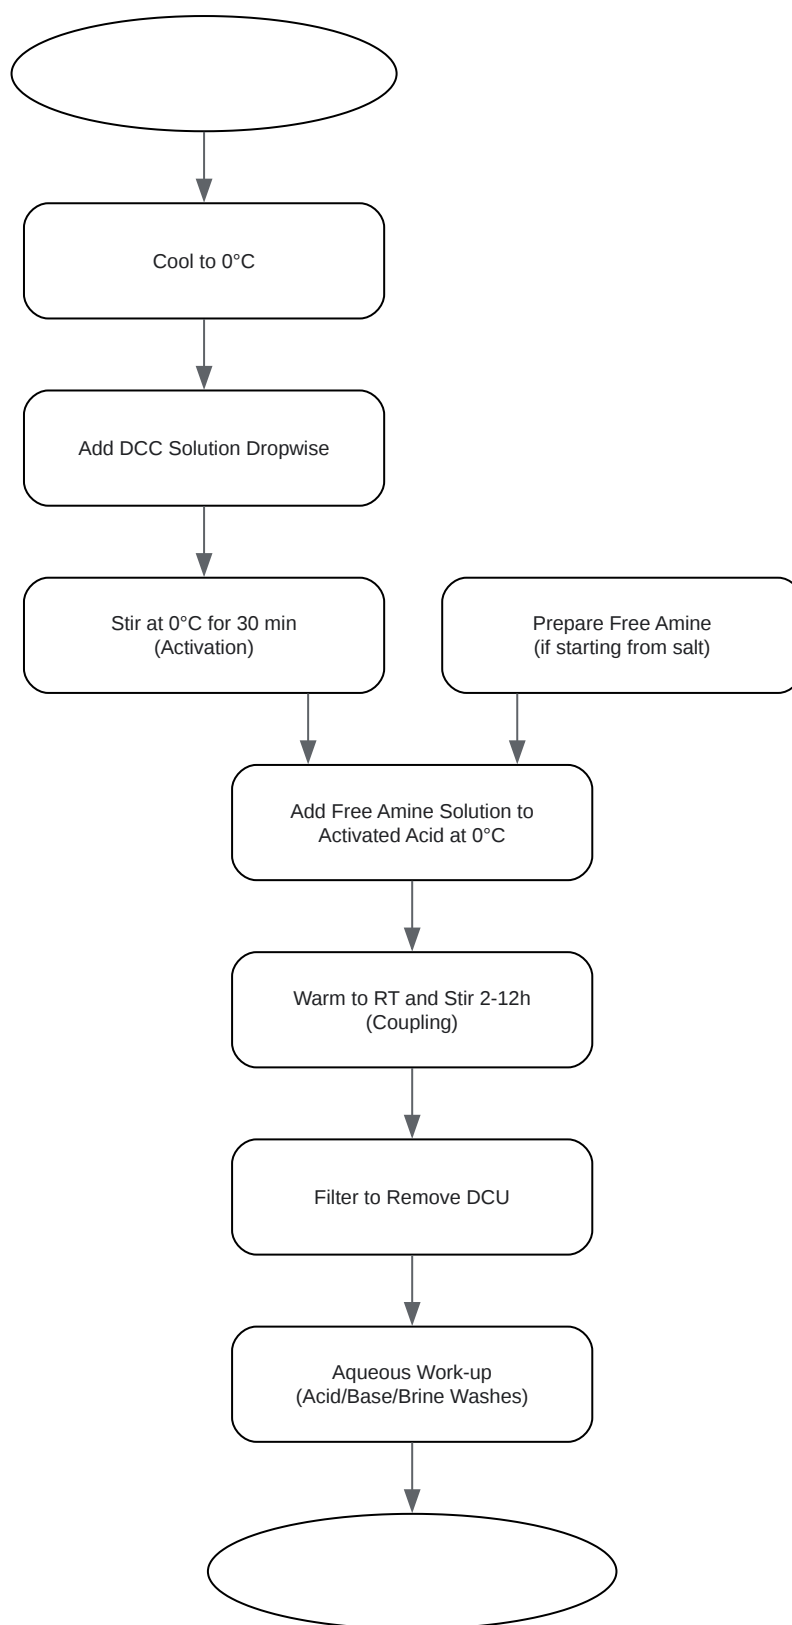 Cool to 0°C
Add DCC Solution Dropwise
Stir at 0°C for 30 min
(Activation)
Prepare Free Amine
(if starting from salt)
Add Free Amine Solution to
Activated Acid at 0°C
Warm to RT and Stir 2-12h
(Coupling)
Filter to Remove DCU
Aqueous Work-up
(Acid/Base/Brine Washes)